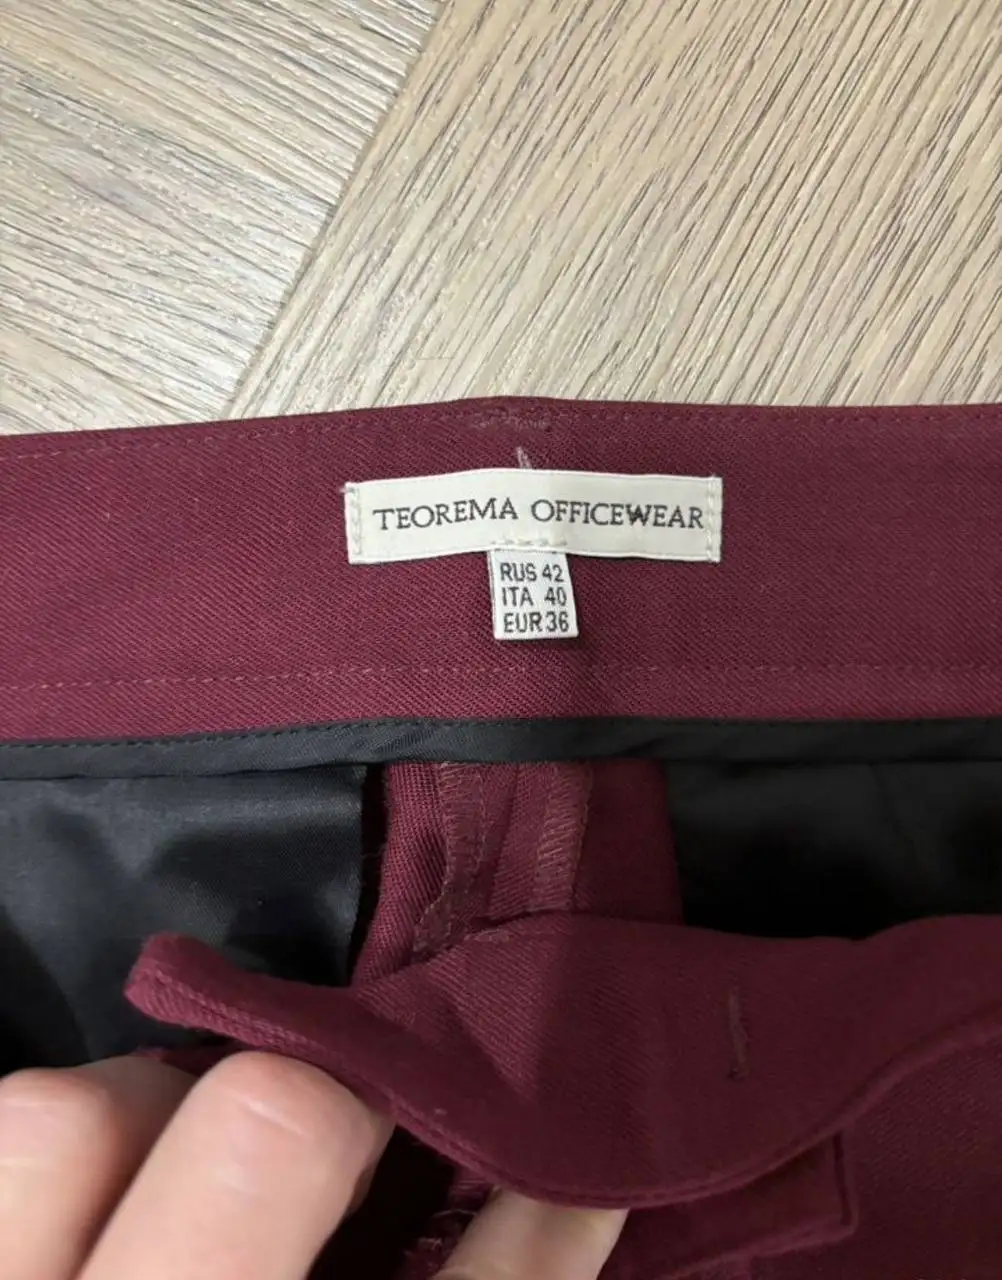 TEOREMA OFFICEWEAR
RUS 42
ITA 40
EUR 36